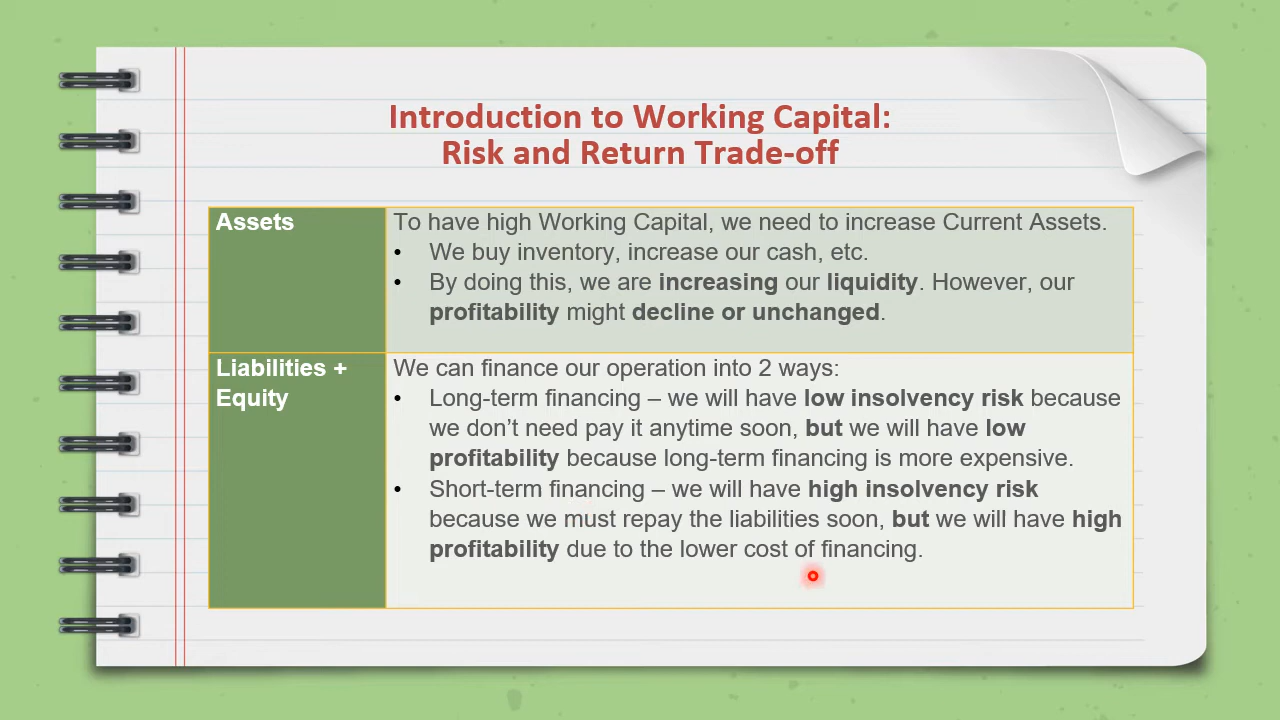 Introduction to Working Capital:
Risk and Return Trade-off
Assets
To have high Working Capital, we need to increase Current Assets.
• We buy inventory, increase our cash, etc.
• By doing this, we are increasing our liquidity. However, our
profitability might decline or unchanged.
Liabilities +
Equity
We can finance our operation into 2 ways:
• Long-term financing – we will have low insolvency risk because
we don’t need pay it anytime soon, but we will have low
profitability because long-term financing is more expensive.
• Short-term financing – we will have high insolvency risk
because we must repay the liabilities soon, but we will have high
profitability due to the lower cost of financing.